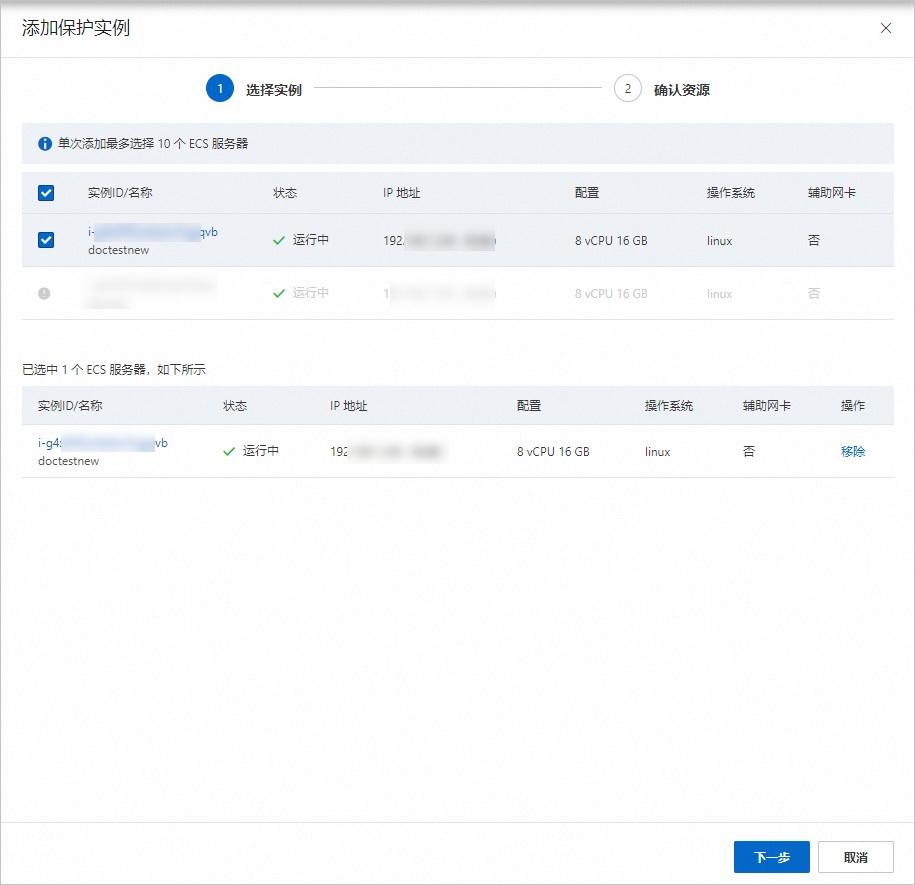 添加保护实例
1 选择实例 2 确认资源
单次添加最多选择 10 个 ECS 服务器
实例ID/名称 状态 IP 地址 配置 操作系统 辅助网卡
i- qvb 运行中 192. 8 vCPU 16 GB linux 否
doctestnew
运行中 1 8 vCPU 16 GB linux 否
已选中 1 个 ECS 服务器，如下所示
实例ID/名称 状态 IP 地址 配置 操作系统 辅助网卡 操作
i-g4 vb 运行中 192 8 vCPU 16 GB linux 否 移除
doctestnew
下一步 取消